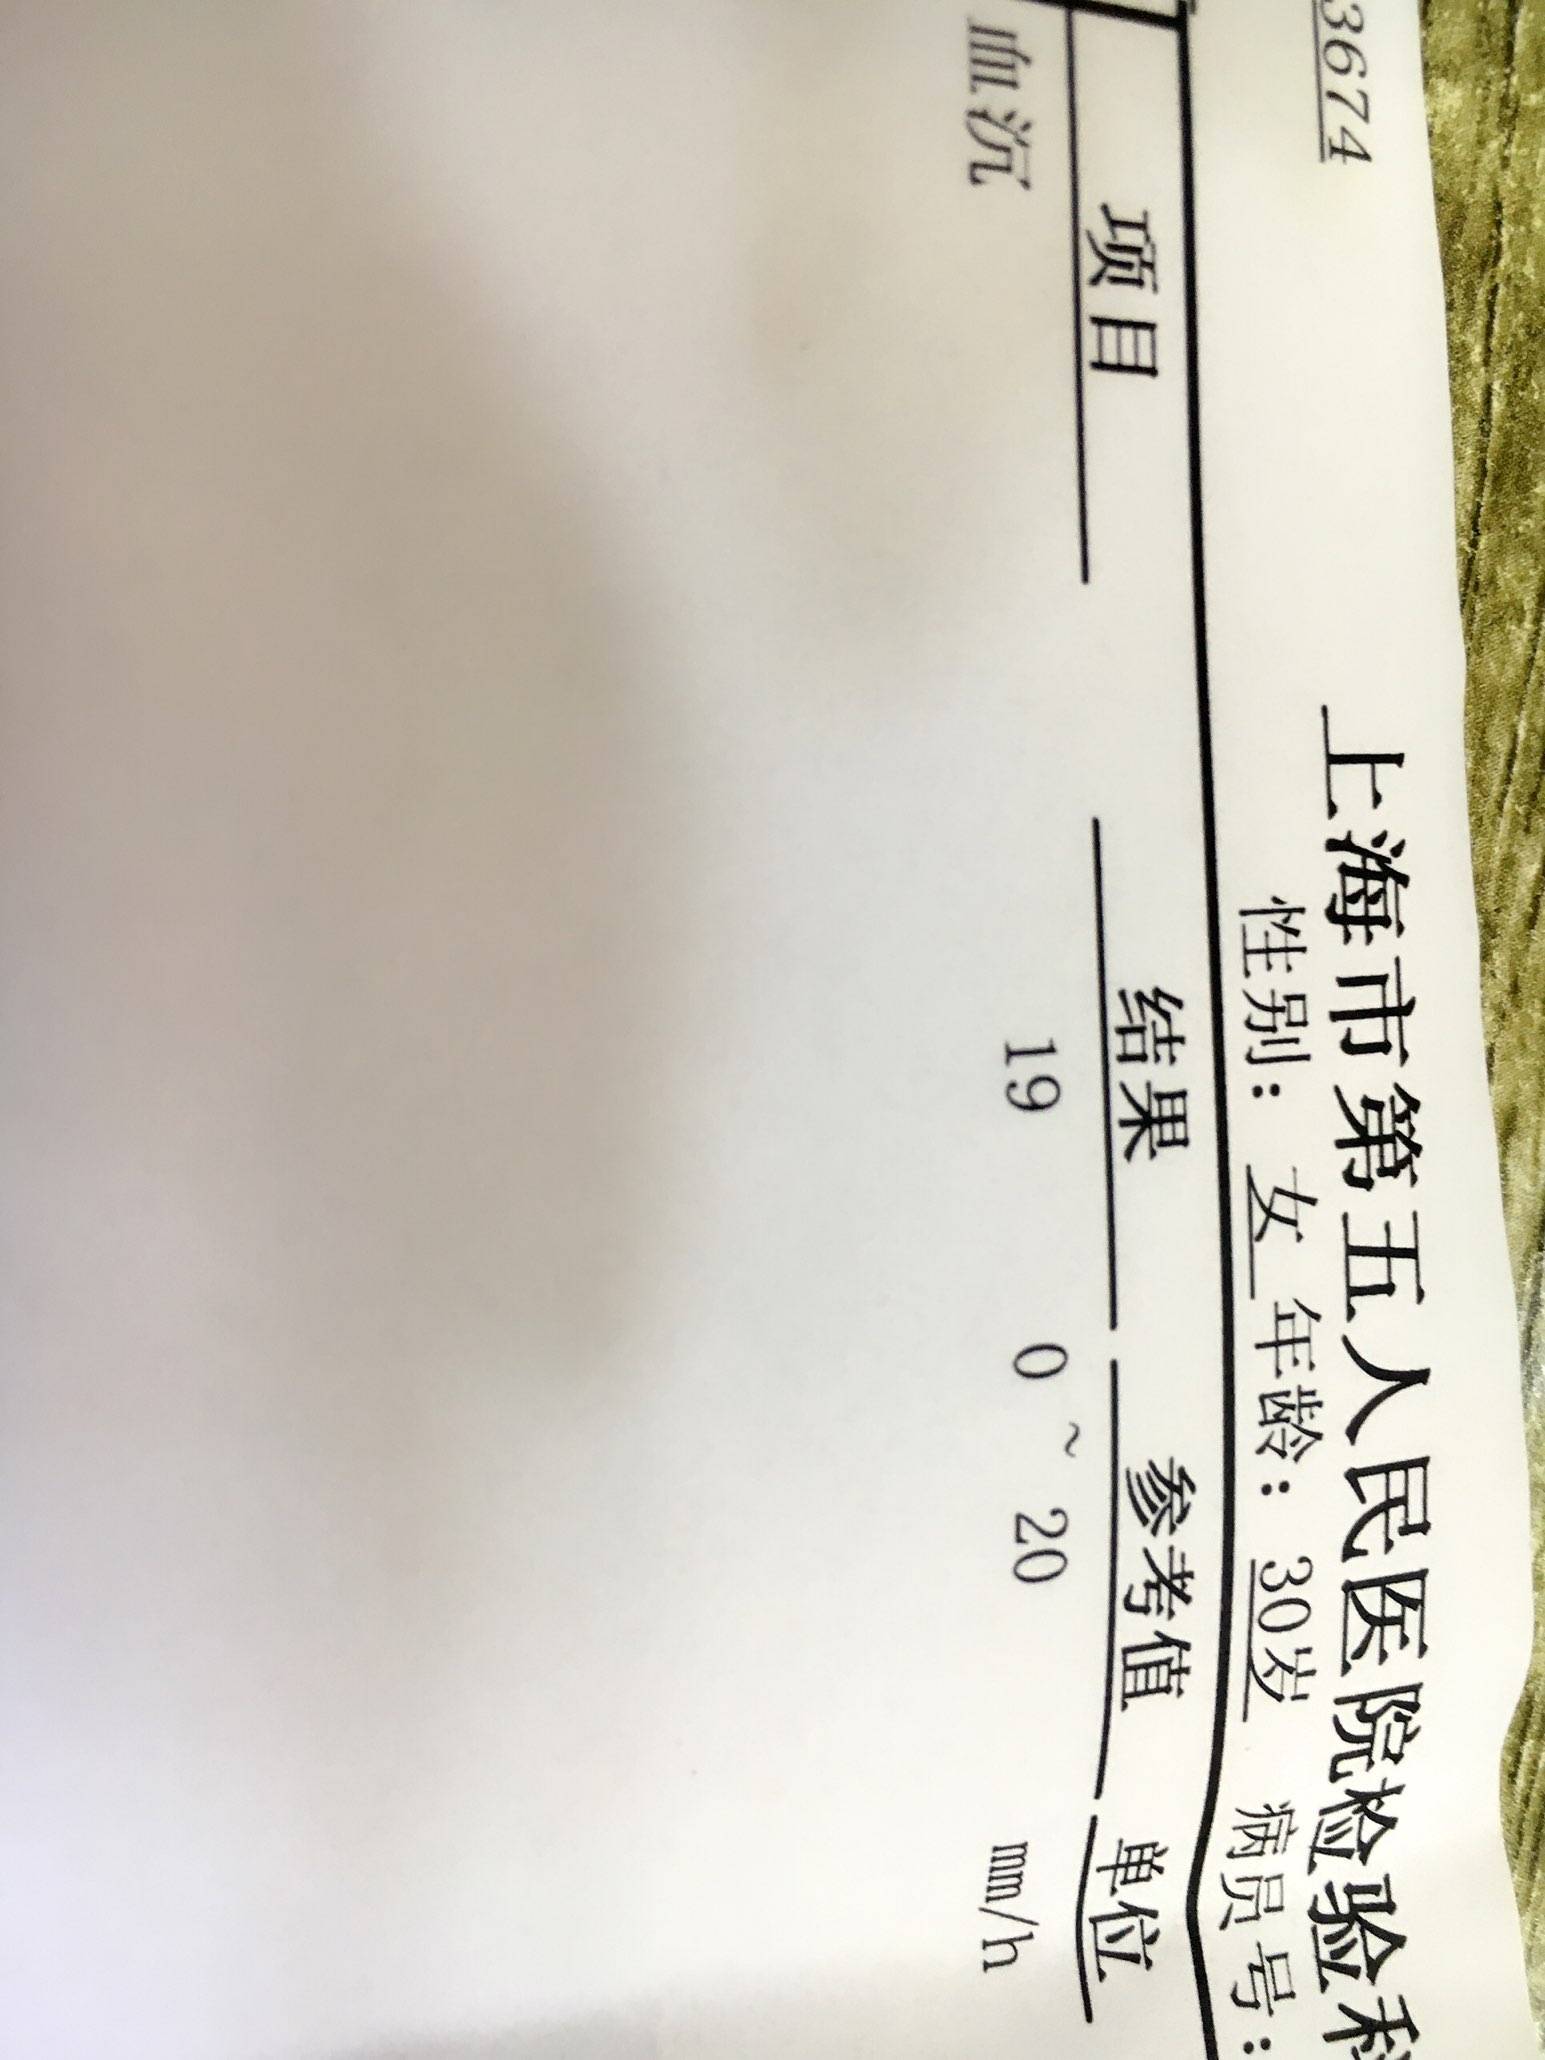 上海市第五人民医院检验科
3674 性别： 女 年龄： 30岁 病员号：
项目 结果 参考值 单位
血沉 19 0 ~ 20 mm/h